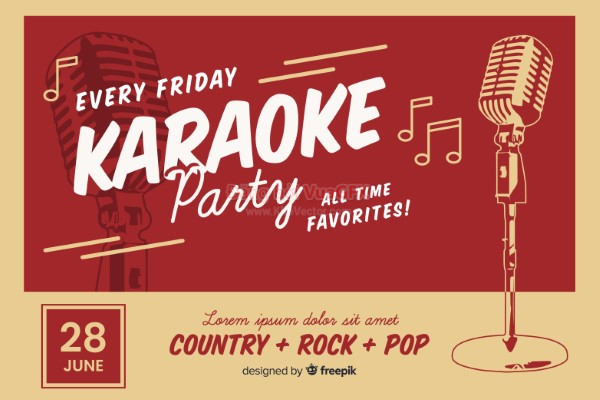 EVERY FRIDAY
KARAOKE
Party
ALL TIME
FAVORITES!
28
JUNE
Lorem ipsum dolor sit amet
COUNTRY + ROCK + POP
designed by freepik